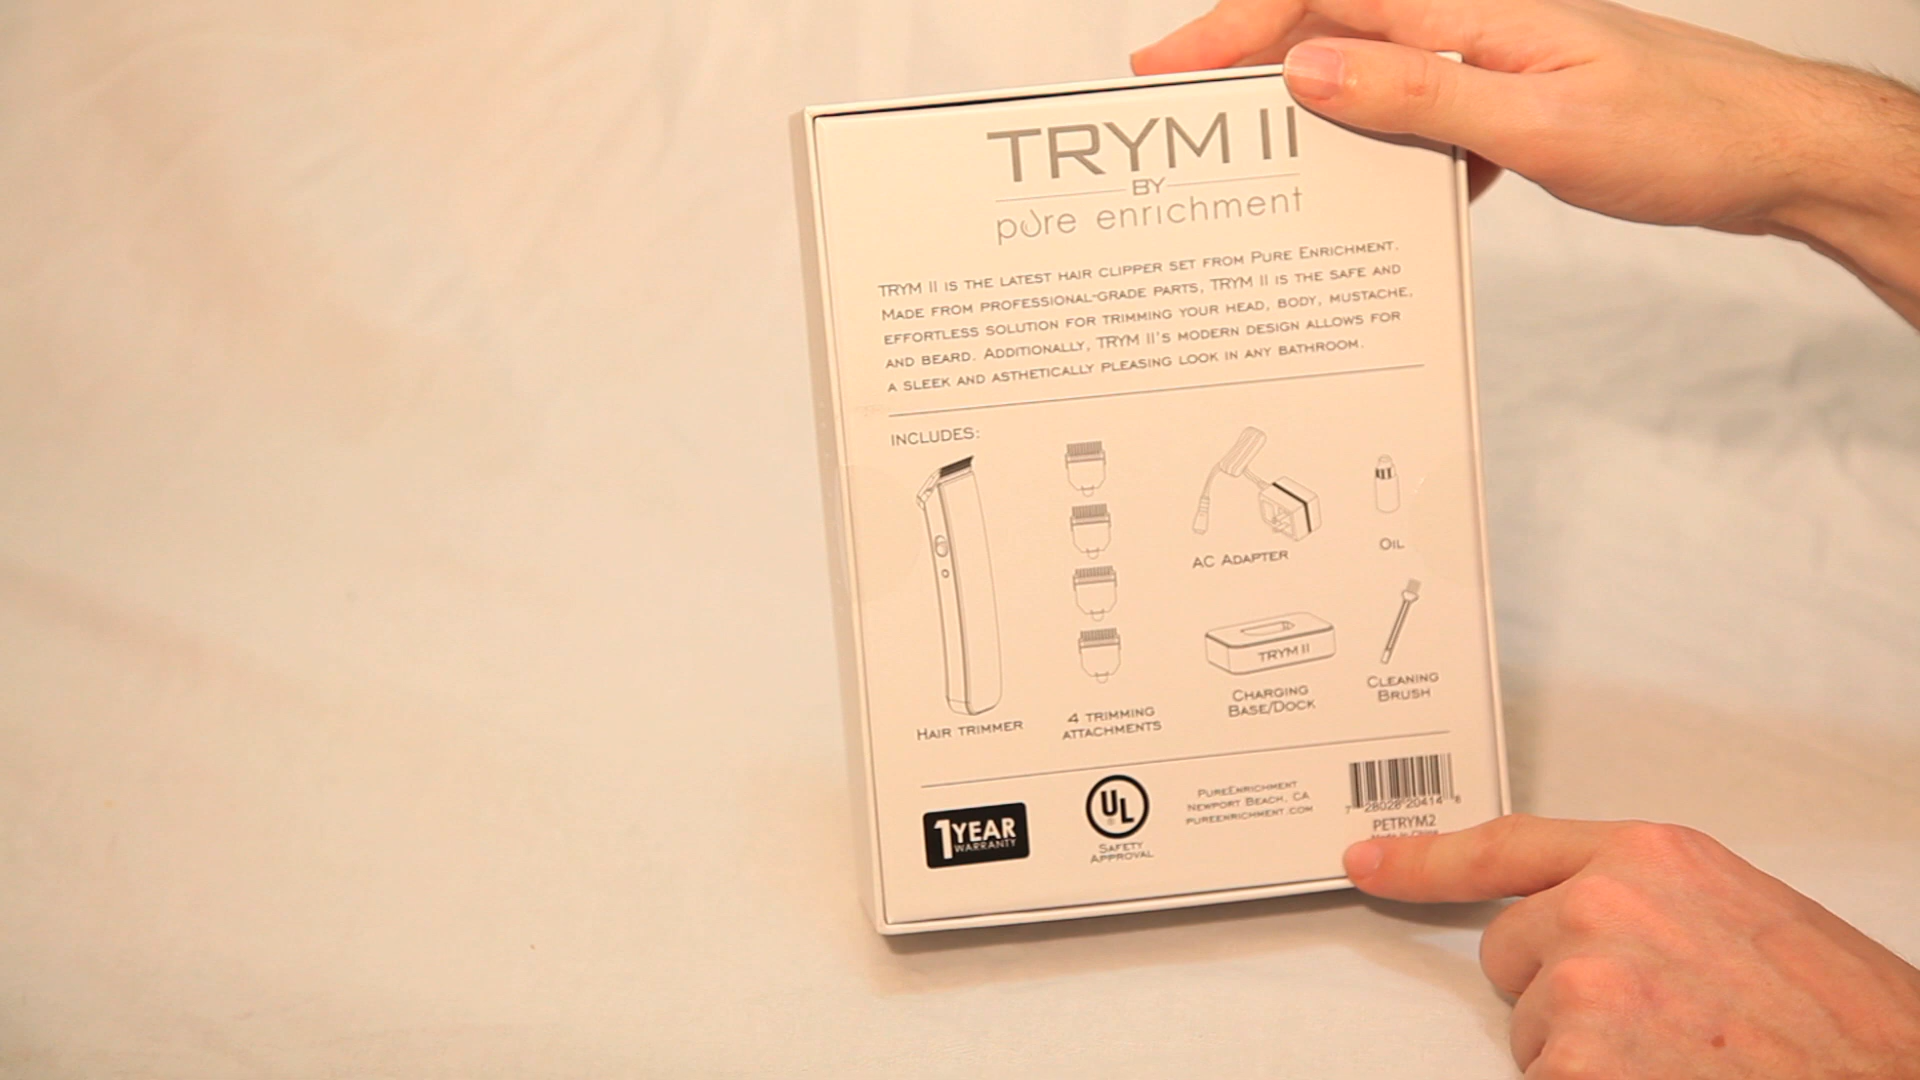 TRYM II
BY
pure enrichment
TRYM II IS THE LATEST HAIR CLIPPER SET FROM PURE ENRICHMENT.
MADE FROM PROFESSIONAL-GRADE PARTS, TRYM II IS THE SAFE AND
EFFORTLESS SOLUTION FOR TRIMMING YOUR HEAD, BODY, MUSTACHE,
AND BEARD. ADDITIONALLY, TRYM II'S MODERN DESIGN ALLOWS FOR
A SLEEK AND ASTHETICALLY PLEASING LOOK IN ANY BATHROOM.
INCLUDES:
HAIR TRIMMER
4 TRIMMING
ATTACHMENTS
AC ADAPTER
OIL
TRYM II
CHARGING
BASE/DOCK
CLEANING
BRUSH
1 YEAR
WARRANTY
UL
®
SAFETY
APPROVAL
PUREENRICHMENT
NEWPORT BEACH, CA
PUREENRICHMENT.COM
7 28028 20414 8
PETRYM2
Made in China